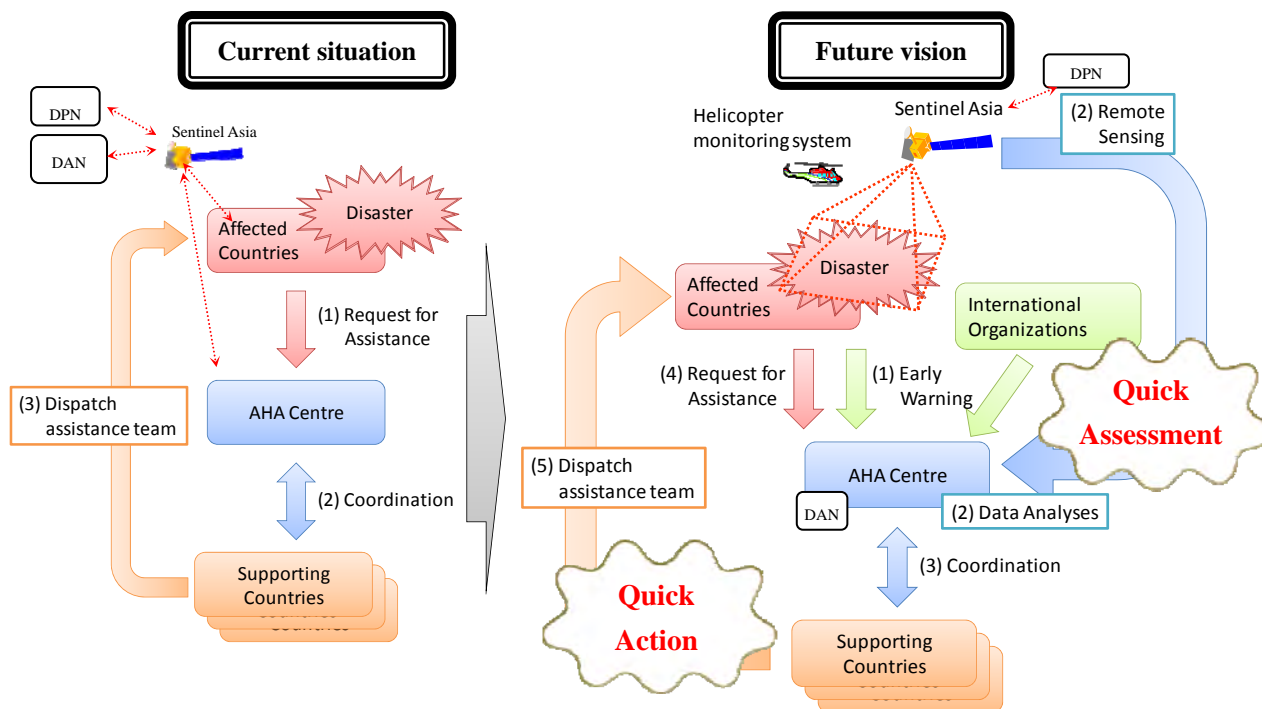 Current situation
DPN
DAN
Sentinel Asia
Disaster
Affected
Countries
(1) Request for
Assistance
AHA Centre
(3) Dispatch
assistance team
(2) Coordination
Supporting
Countries
Countries
Future vision
DPN
Sentinel Asia
(2) Remote
Sensing
Helicopter
monitoring system
Disaster
Affected
Countries
International
Organizations
(4) Request for
Assistance
(1) Early
Warning
Quick
Assessment
(5) Dispatch
assistance team
AHA Centre
DAN
(2) Data Analyses
(3) Coordination
Quick
Action
Supporting
Countries